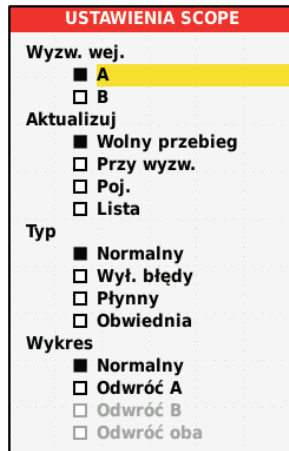 USTAWIENIA SCOPE
Wyzw. wej.
A
B
Aktualizuj
Wolny przebieg
Przy wyzw.
Poj.
Lista
Typ
Normalny
Wył. błędy
Płynny
Obwiednia
Wykres
Normalny
Odwróć A
Odwróć B
Odwróć oba